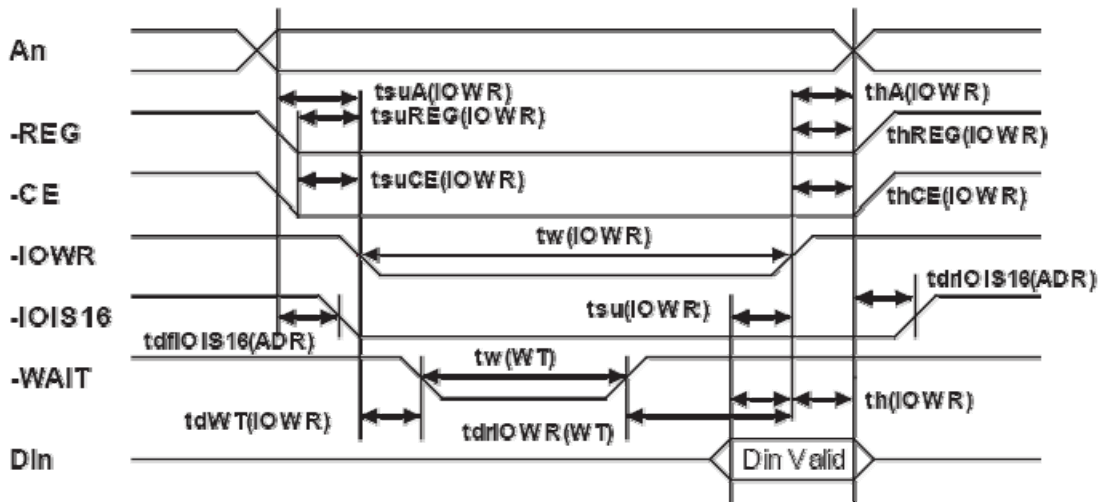 An
tsuA(IOWR)
thA(IOWR)
tsuREG(IOWR)
-REG
thREG(IOWR)
tsuCE(IOWR)
-CE
thCE(IOWR)
tw(IOWR)
-IOWR
tdrIOIS16(ADR)
tsu(IOWR)
-IOIS16
tdfIOIS16(ADR)
tw(WT)
-WAIT
th(IOWR)
tdWT(IOWR)
tdrIOWR(WT)
Din
Din Valid